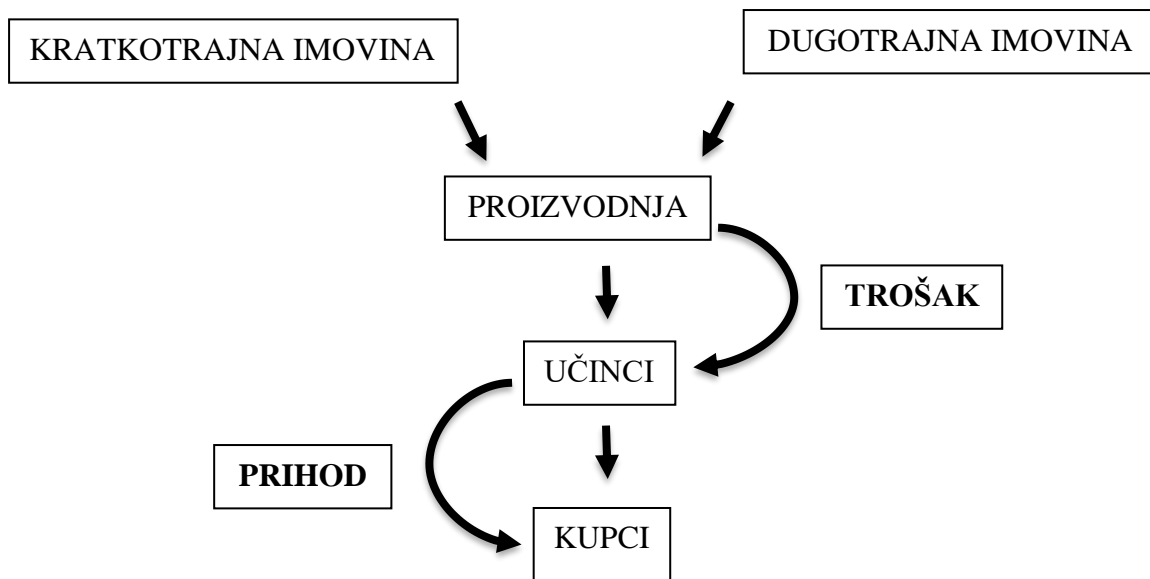 KRATKOTRAJNA IMOVINA
DUGOTRAJNA IMOVINA
PROIZVODNJA
TROŠAK
UČINCI
PRIHOD
KUPCI